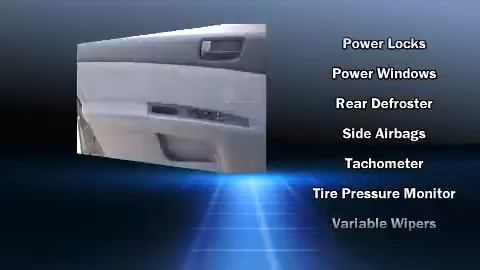 Power Locks
Power Windows
Rear Defroster
Side Airbags
Tachometer
Tire Pressure Monitor
Variable Wipers